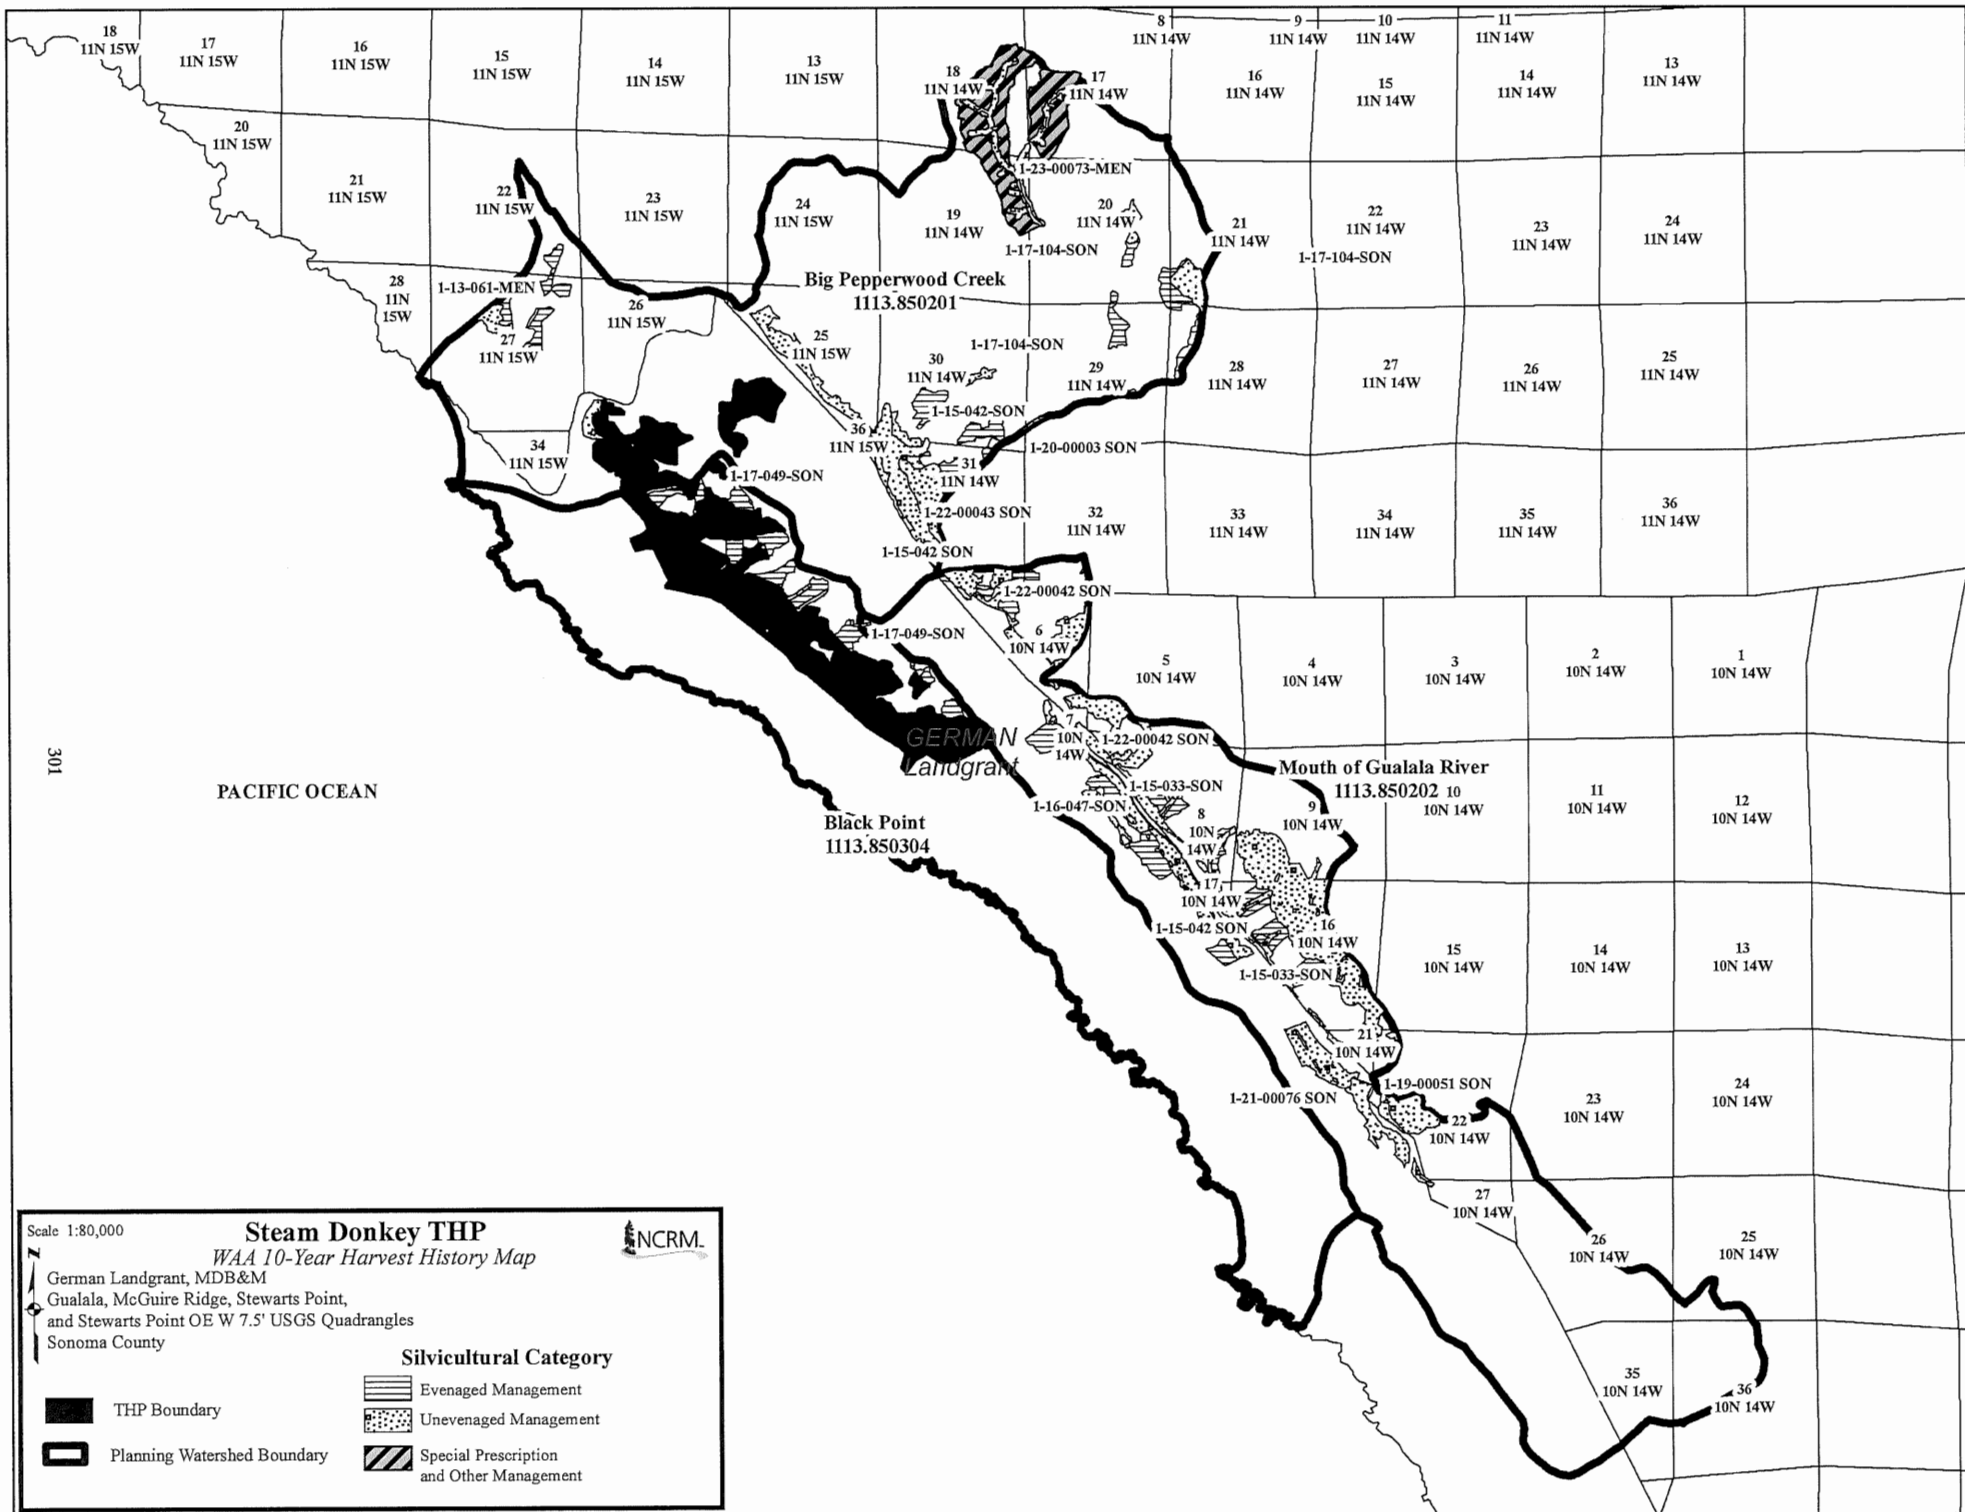 18
11N 15W
17
11N 15W
16
11N 15W
15
11N 15W
14
11N 15W
13
11N 15W
18
11N 14W
17
11N 14W
8
11N 14W
9
11N 14W
10
11N 14W
11
11N 14W
16
11N 14W
15
11N 14W
14
11N 14W
13
11N 14W
20
11N 15W
21
11N 15W
22
11N 15W
23
11N 15W
24
11N 15W
19
11N 14W
1-23-00073-MEN
20
11N 14W
21
11N 14W
22
11N 14W
23
11N 14W
24
11N 14W
1-17-104-SON
1-17-104-SON
28
11N
15W
1-13-061-MEN
Big Pepperwood Creek
1113.850201
26
11N 15W
27
11N 15W
25
11N 15W
1-17-104-SON
30
11N 14W
29
11N 14W
28
11N 14W
27
11N 14W
26
11N 14W
25
11N 14W
1-15-042-SON
34
11N 15W
36
11N 15W
1-20-00003 SON
1-17-049-SON
31
11N 14W
1-22-00043 SON
32
11N 14W
33
11N 14W
34
11N 14W
35
11N 14W
36
11N 14W
1-15-042 SON
1-22-00042 SON
1-17-049-SON
6
10N 14W
5
10N 14W
4
10N 14W
3
10N 14W
2
10N 14W
1
10N 14W
GERMAN
Landgrant
7
10N
14W
1-22-00042 SON
Mouth of Gualala River
1113.850202
1-15-033-SON
1-16-047-SON
8
10N
14W
9
10N 14W
10
10N 14W
11
10N 14W
12
10N 14W
301
PACIFIC OCEAN
Black Point
1113.850304
17
10N 14W
1-15-042 SON
16
10N 14W
1-15-033-SON
15
10N 14W
14
10N 14W
13
10N 14W
21
10N 14W
1-19-00051 SON
1-21-00076 SON
22
10N 14W
23
10N 14W
24
10N 14W
27
10N 14W
26
10N 14W
25
10N 14W
35
10N 14W
36
10N 14W
Scale 1:80,000
Steam Donkey THP
NCRM
WAA 10-Year Harvest History Map
N
German Landgrant, MDB&M
Gualala, McGuire Ridge, Stewarts Point,
and Stewarts Point OE W 7.5' USGS Quadrangles
Sonoma County
Silvicultural Category
Evenaged Management
THP Boundary
Unevenaged Management
Planning Watershed Boundary
Special Prescription
and Other Management